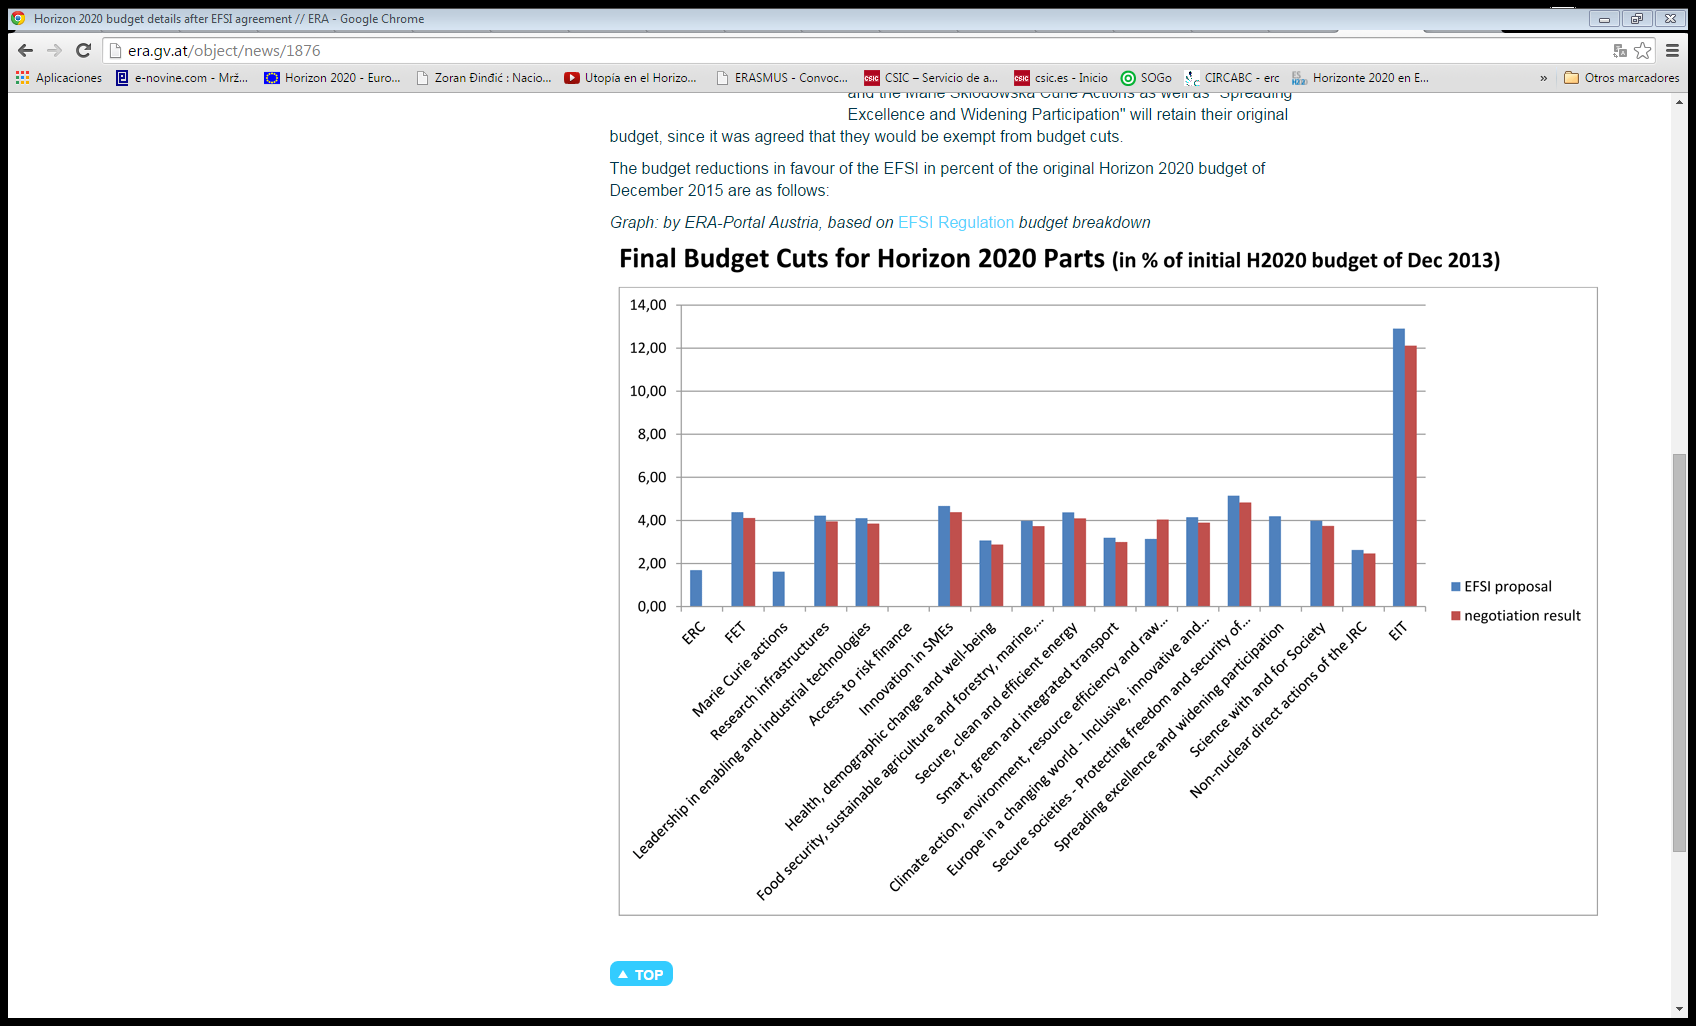 Horizon 2020 budget details after EFSI agreement // ERA - Google Chrome
era.gv.at/object/news/1876
Aplicaciones e-novine.com - Mrž... Horizon 2020 - Euro... Zoran Đinđić : Nacio... Utopía en el Horizo... ERASMUS - Convoc... CSIC – Servicio de a... csic.es - Inicio SOGo CIRCABC - erc Horizonte 2020 en E... » Otros marcadores
and the Marie Skłodowska Curie Actions as well as "Spreading
Excellence and Widening Participation" will retain their original
budget, since it was agreed that they would be exempt from budget cuts.
The budget reductions in favour of the EFSI in percent of the original Horizon 2020 budget of
December 2015 are as follows:
Graph: by ERA-Portal Austria, based on EFSI Regulation budget breakdown
Final Budget Cuts for Horizon 2020 Parts (in % of initial H2020 budget of Dec 2013)
14,00
12,00
10,00
8,00
6,00
4,00
2,00
0,00
EFSI proposal
negotiation result
ERC
FET
Marie Curie actions
Research infrastructures
Leadership in enabling and industrial technologies
Access to risk finance
Innovation in SMEs
Health, demographic change and well-being
Food security, sustainable agriculture and forestry, marine,...
Secure, clean and efficient energy
Smart, green and integrated transport
Climate action, environment, resource efficiency and raw...
Europe in a changing world - Inclusive, innovative and...
Secure societies - Protecting freedom and security of...
Spreading excellence and widening participation
Science with and for Society
Non-nuclear direct actions of the JRC
EIT
TOP